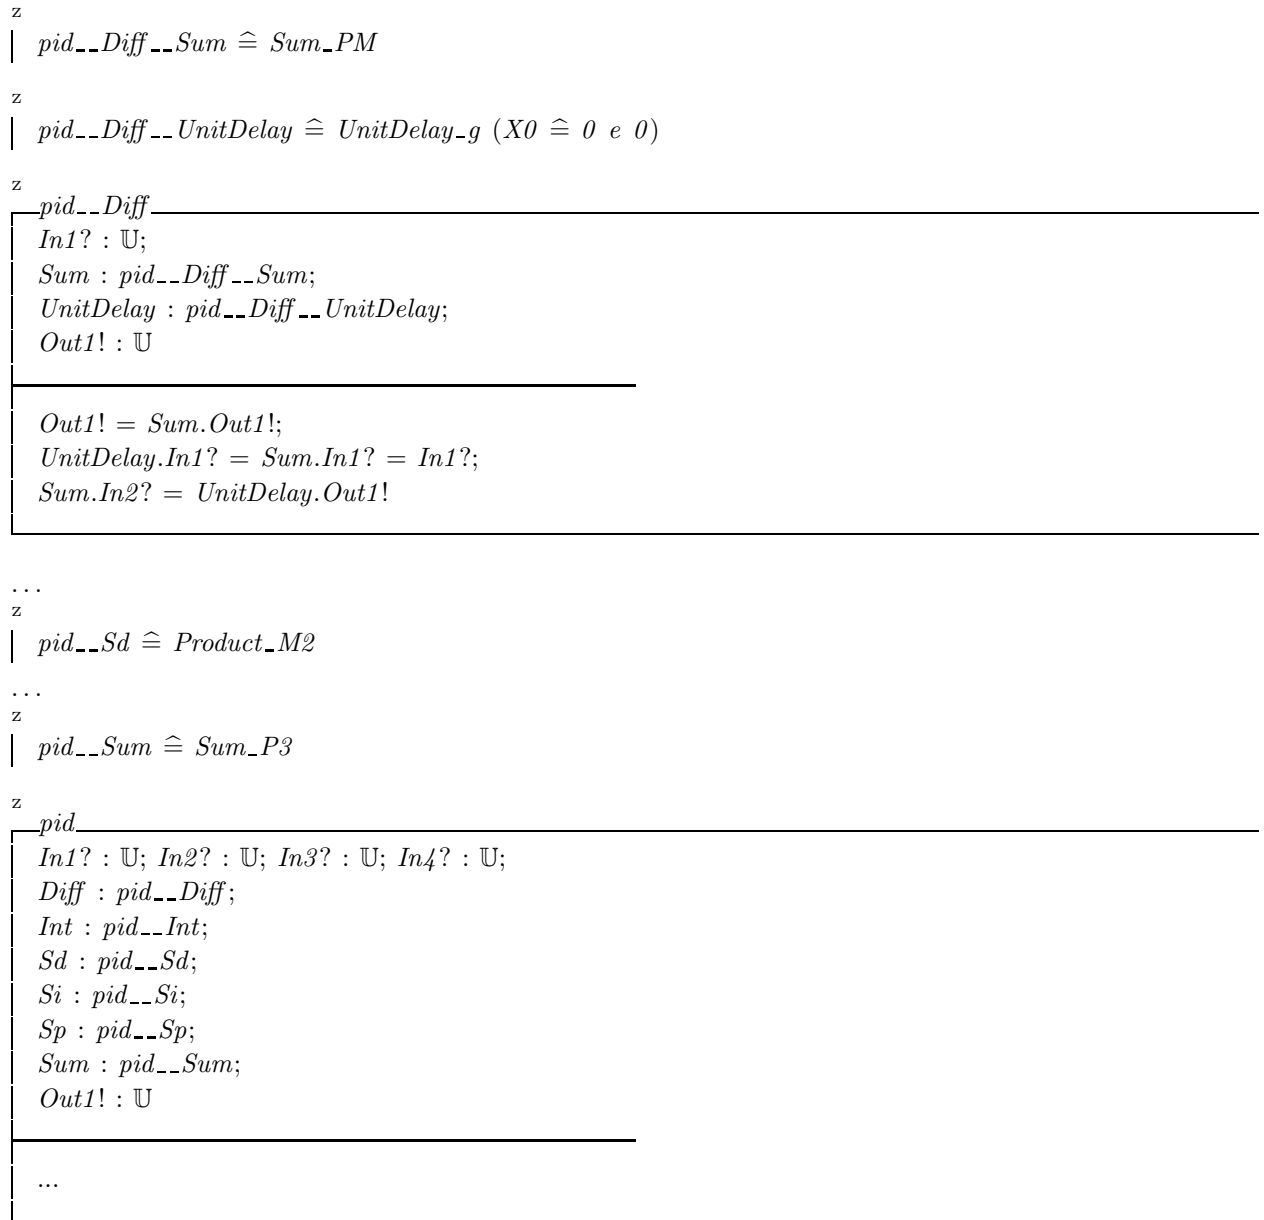 z
pid__Diff__Sum ≙ Sum_PM
z
pid__Diff__UnitDelay ≙ UnitDelay_g (X0 ≙ 0 e 0)
z
pid__Diff
In1? : 𝕌;
Sum : pid__Diff__Sum;
UnitDelay : pid__Diff__UnitDelay;
Out1! : 𝕌
Out1! = Sum.Out1!;
UnitDelay.In1? = Sum.In1? = In1?;
Sum.In2? = UnitDelay.Out1!
...
z
pid__Sd ≙ Product_M2
...
z
pid__Sum ≙ Sum_P3
z
pid
In1? : 𝕌; In2? : 𝕌; In3? : 𝕌; In4? : 𝕌;
Diff : pid__Diff;
Int : pid__Int;
Sd : pid__Sd;
Si : pid__Si;
Sp : pid__Sp;
Sum : pid__Sum;
Out1! : 𝕌
...